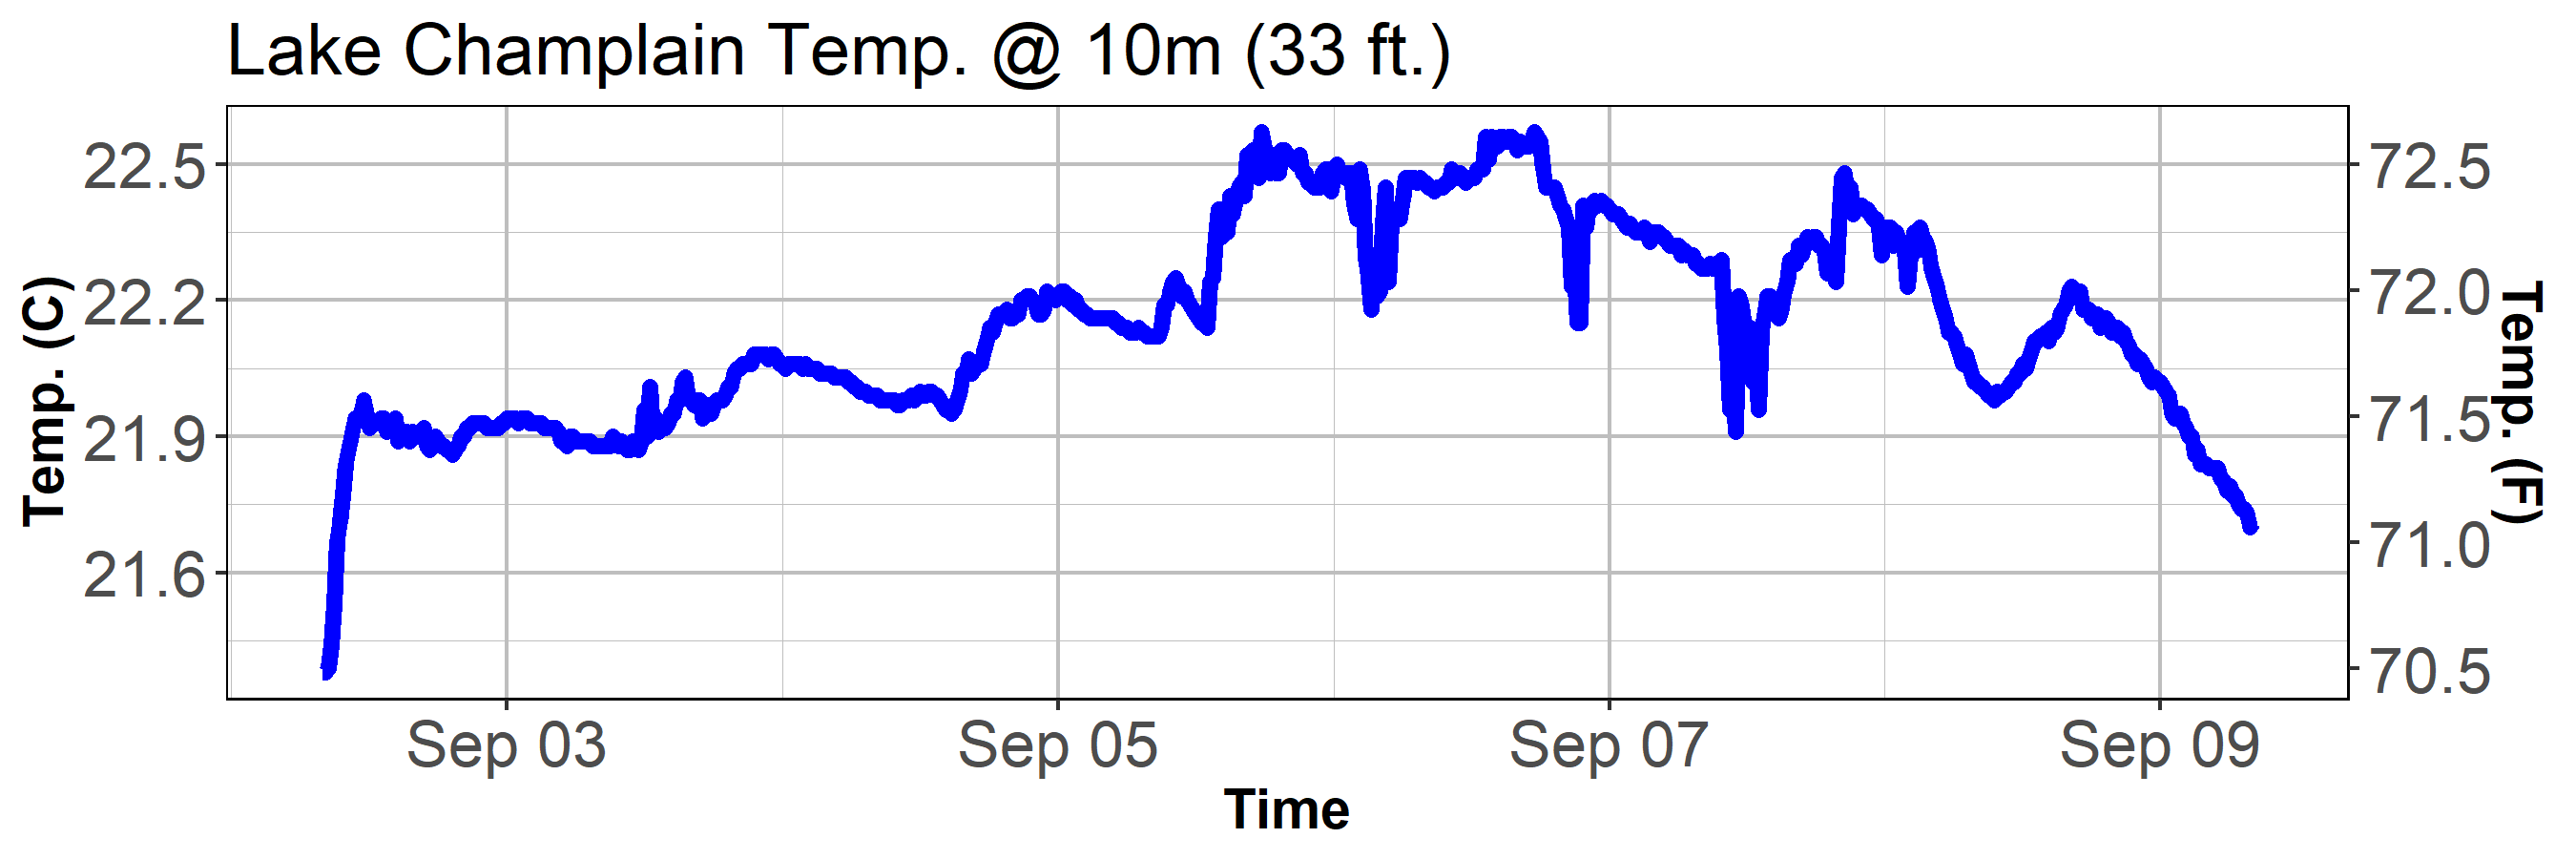 Lake Champlain Temp. @ 10m (33 ft.)
Temp. (C)
22.5
22.2
21.9
21.6
72.5
72.0
71.5
71.0
70.5
Temp. (F)
Sep 03 Sep 05 Sep 07 Sep 09
Time